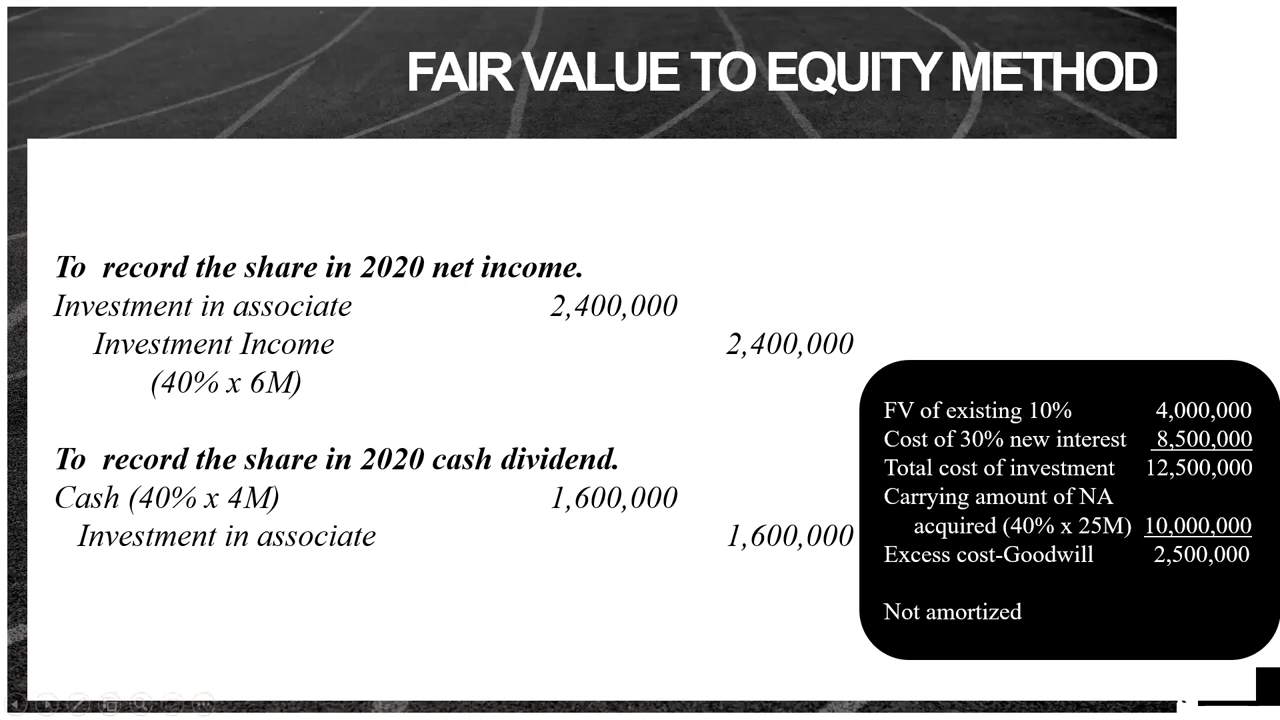 FAIR VALUE TO EQUITY METHOD
To record the share in 2020 net income.
Investment in associate 2,400,000
Investment Income 2,400,000
(40% x 6M)
To record the share in 2020 cash dividend.
Cash (40% x 4M) 1,600,000
Investment in associate 1,600,000
FV of existing 10% 4,000,000
Cost of 30% new interest 8,500,000
Total cost of investment 12,500,000
Carrying amount of NA
acquired (40% x 25M) 10,000,000
Excess cost-Goodwill 2,500,000
Not amortized